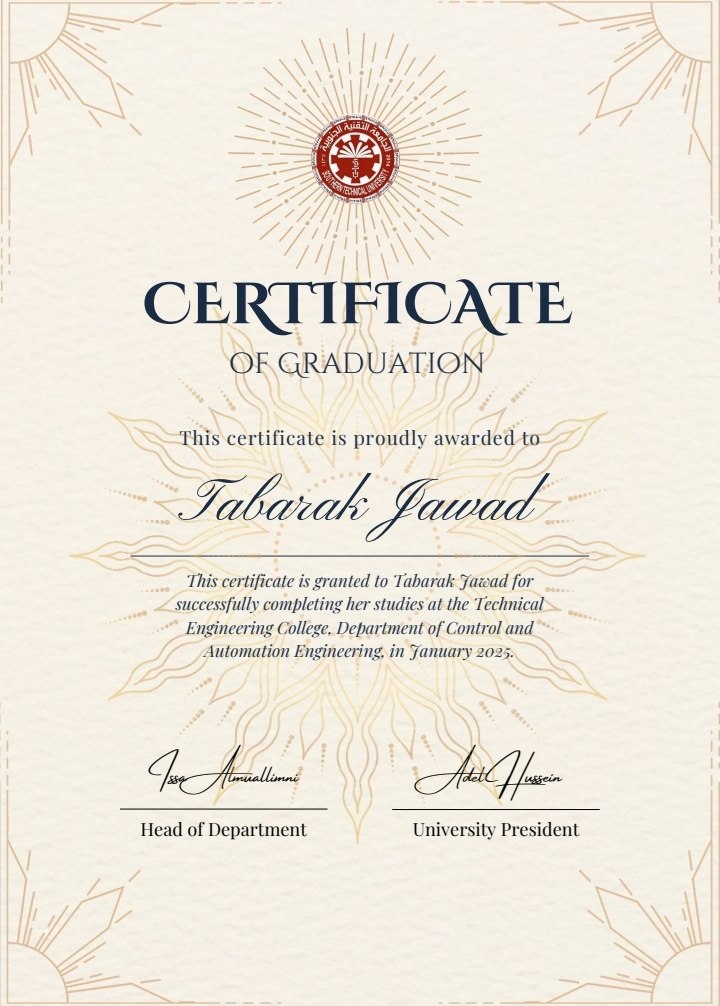 الجامعة التقنية الجنوبية
2014
SOUTHERN TECHNICAL UNIVERSITY
CERTIFICATE
OF GRADUATION
This certificate is proudly awarded to
Tabarak Jawad
This certificate is granted to Tabarak Jawad for
successfully completing her studies at the Technical
Engineering College, Department of Control and
Automation Engineering, in January 2025.
Issa Almuallimni
Adel Hussein
Head of Department
University President